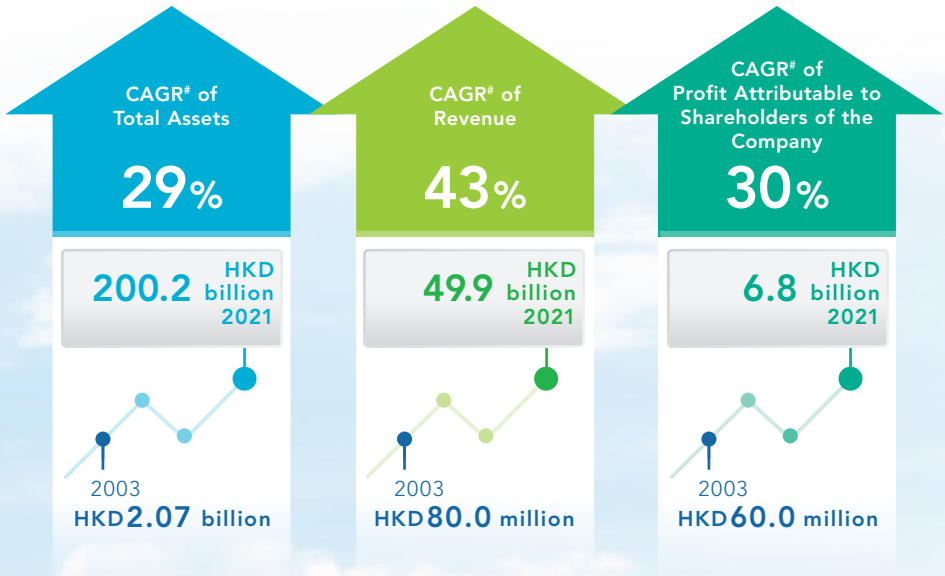 CAGR# of
Total Assets
29%
200.2 HKD
billion
2021
2003
HKD2.07 billion
CAGR# of
Revenue
43%
49.9 HKD
billion
2021
2003
HKD80.0 million
CAGR# of
Profit Attributable to
Shareholders of the
Company
30%
6.8 HKD
billion
2021
2003
HKD60.0 million